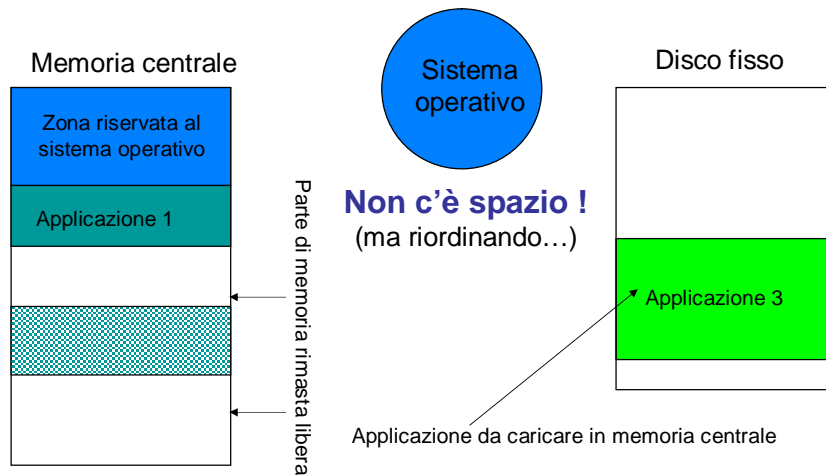 Memoria centrale
Zona riservata al
sistema operativo
Applicazione 1
Parte di memoria rimasta libera
Sistema
operativo
Non c'è spazio !
(ma riordinando…)
Disco fisso
Applicazione 3
Applicazione da caricare in memoria centrale